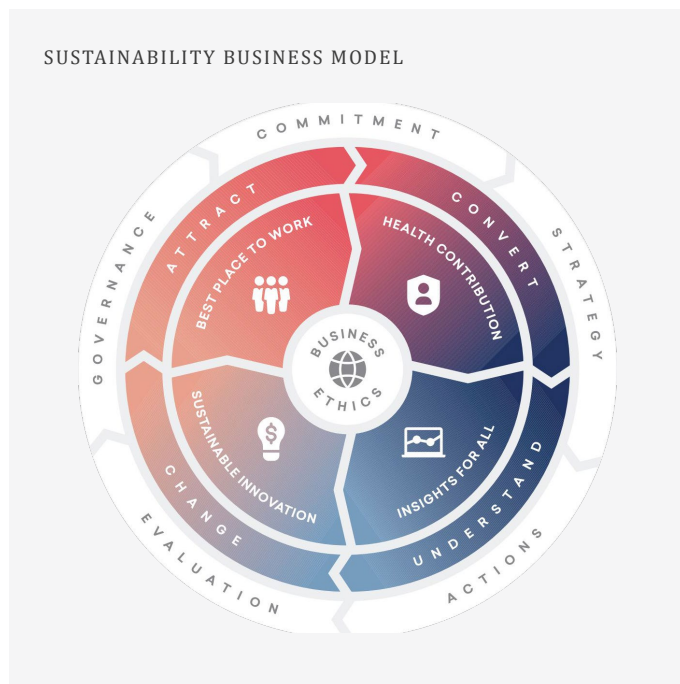 SUSTAINABILITY BUSINESS MODEL
COMMITMENT
STRATEGY
ACTIONS
EVALUATION
GOVERNANCE
ATTRACT
CONVERT
UNDERSTAND
CHANGE
BEST PLACE TO WORK
HEALTH CONTRIBUTION
INSIGHTS FOR ALL
SUSTAINABLE INNOVATION
$
BUSINESS
ETHICS